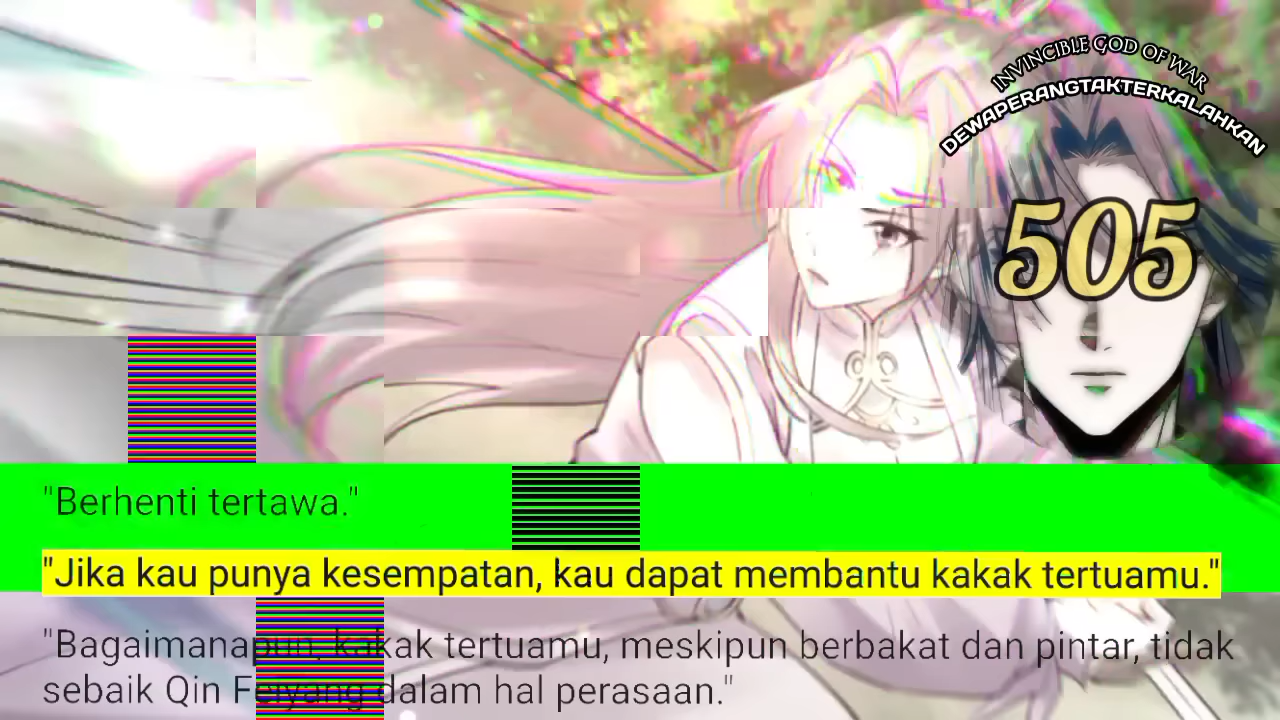 INVINCIBLE GOD OF WAR
DEWAPERANGTAKTERKALAHKAN
505
"Berhenti tertawa."
"Jika kau punya kesempatan, kau dapat membantu kakak tertuamu."
"Bagaimanapun, kakak tertuamu, meskipun berbakat dan pintar, tidak
sebaik Qin Feiyang dalam hal perasaan."